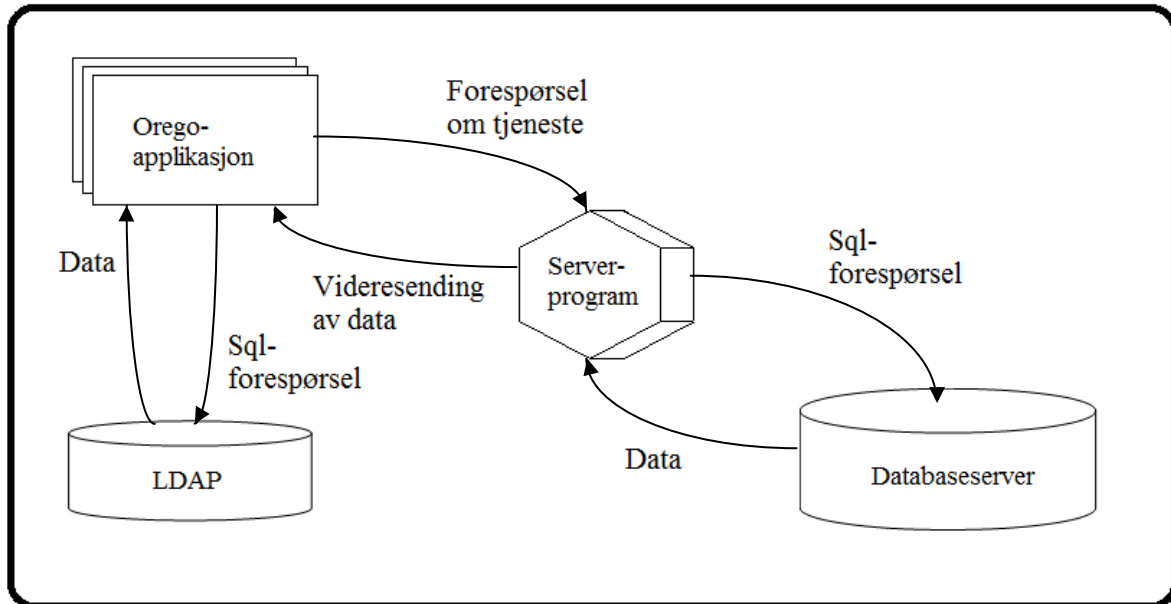 Orego-
applikasjon
Forespørsel
om tjeneste
Data
Videresending
av data
Server-
program
Sql-
forespørsel
Sql-
forespørsel
LDAP
Data
Databaseserver